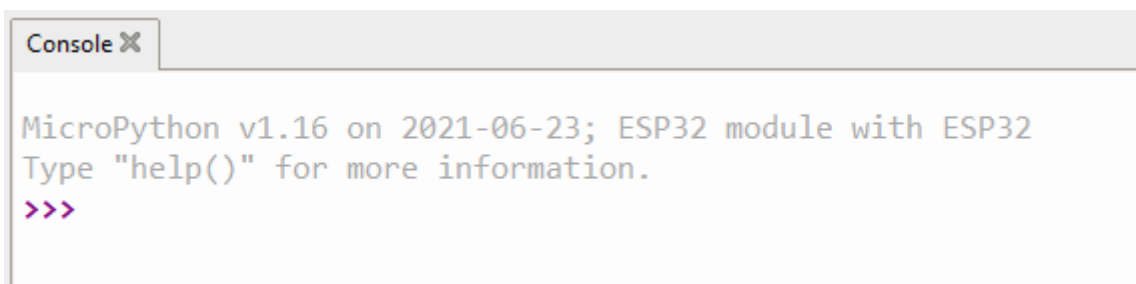 Console
MicroPython v1.16 on 2021-06-23; ESP32 module with ESP32
Type "help()" for more information.
>>>